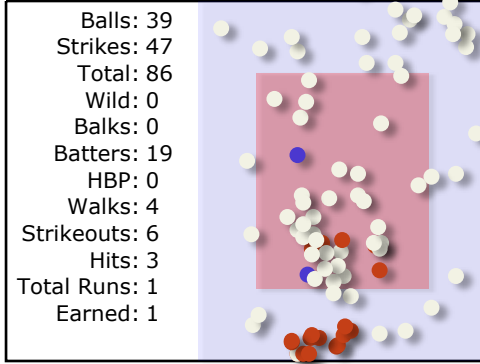 Balls: 39
Strikes: 47
Total: 86
Wild: 0
Balks: 0
Batters: 19
HBP: 0
Walks: 4
Strikeouts: 6
Hits: 3
Total Runs: 1
Earned: 1